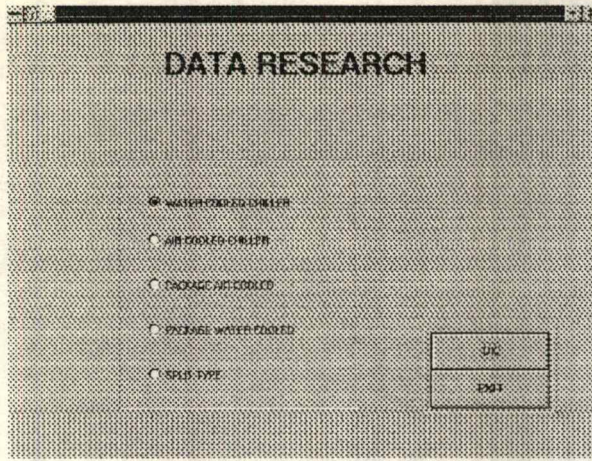 DATA RESEARCH
WATER COOLED CHILLER
AIR COOLED CHILLER
PACKAGE AIR COOLED
PACKAGE WATER COOLED
SPLIT TYPE
OK
EXIT